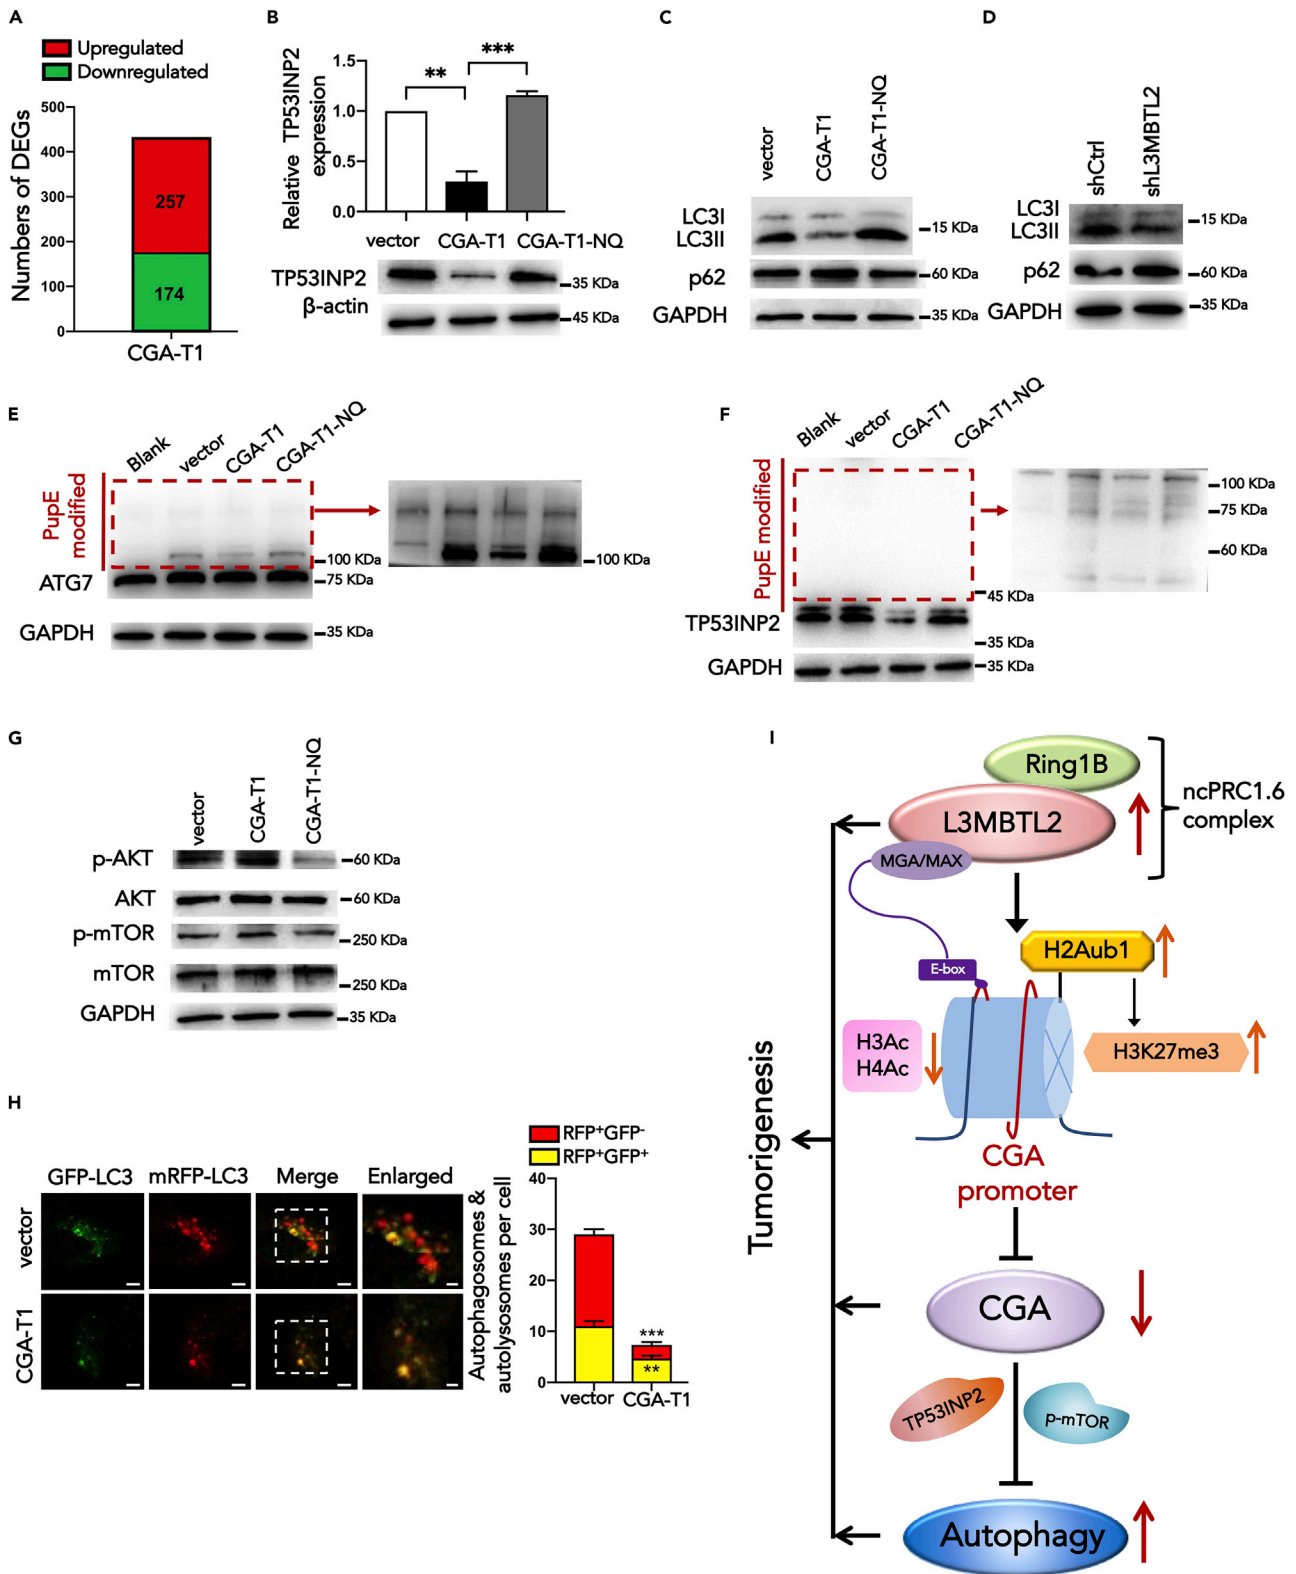 A
Upregulated
Downregulated
Numbers of DEGs
500
400
300
200
100
0
257
174
CGA-T1
B
Relative TP53INP2
expression
1.5
1.0
0.5
0.0
**
***
vector CGA-T1 CGA-T1-NQ
TP53INP2
35 KDa
β-actin
45 KDa
C
vector
CGA-T1
CGA-T1-NQ
LC3I
LC3II
15 KDa
p62
60 KDa
GAPDH
35 KDa
D
shCtrl
shL3MBTL2
LC3I
LC3II
15 KDa
p62
60 KDa
GAPDH
35 KDa
E
Blank
vector
CGA-T1
CGA-T1-NQ
PupE
modified
100 KDa
100 KDa
ATG7
75 KDa
GAPDH
35 KDa
F
Blank
vector
CGA-T1
CGA-T1-NQ
PupE modified
100 KDa
75 KDa
60 KDa
45 KDa
TP53INP2
35 KDa
GAPDH
35 KDa
G
vector
CGA-T1
CGA-T1-NQ
p-AKT
60 KDa
AKT
60 KDa
p-mTOR
250 KDa
mTOR
250 KDa
GAPDH
35 KDa
H
GFP-LC3 mRFP-LC3 Merge Enlarged
vector
CGA-T1
RFP⁺GFP⁻
RFP⁺GFP⁺
Autophagosomes &
autolysosomes per cell
40
30
20
10
0
***
**
vector CGA-T1
I
Ring1B
L3MBTL2
MGA/MAX
ncPRC1.6
complex
H2Aub1
E-box
H3Ac
H4Ac
H3K27me3
CGA
promoter
Tumorigenesis
CGA
TP53INP2
p-mTOR
Autophagy